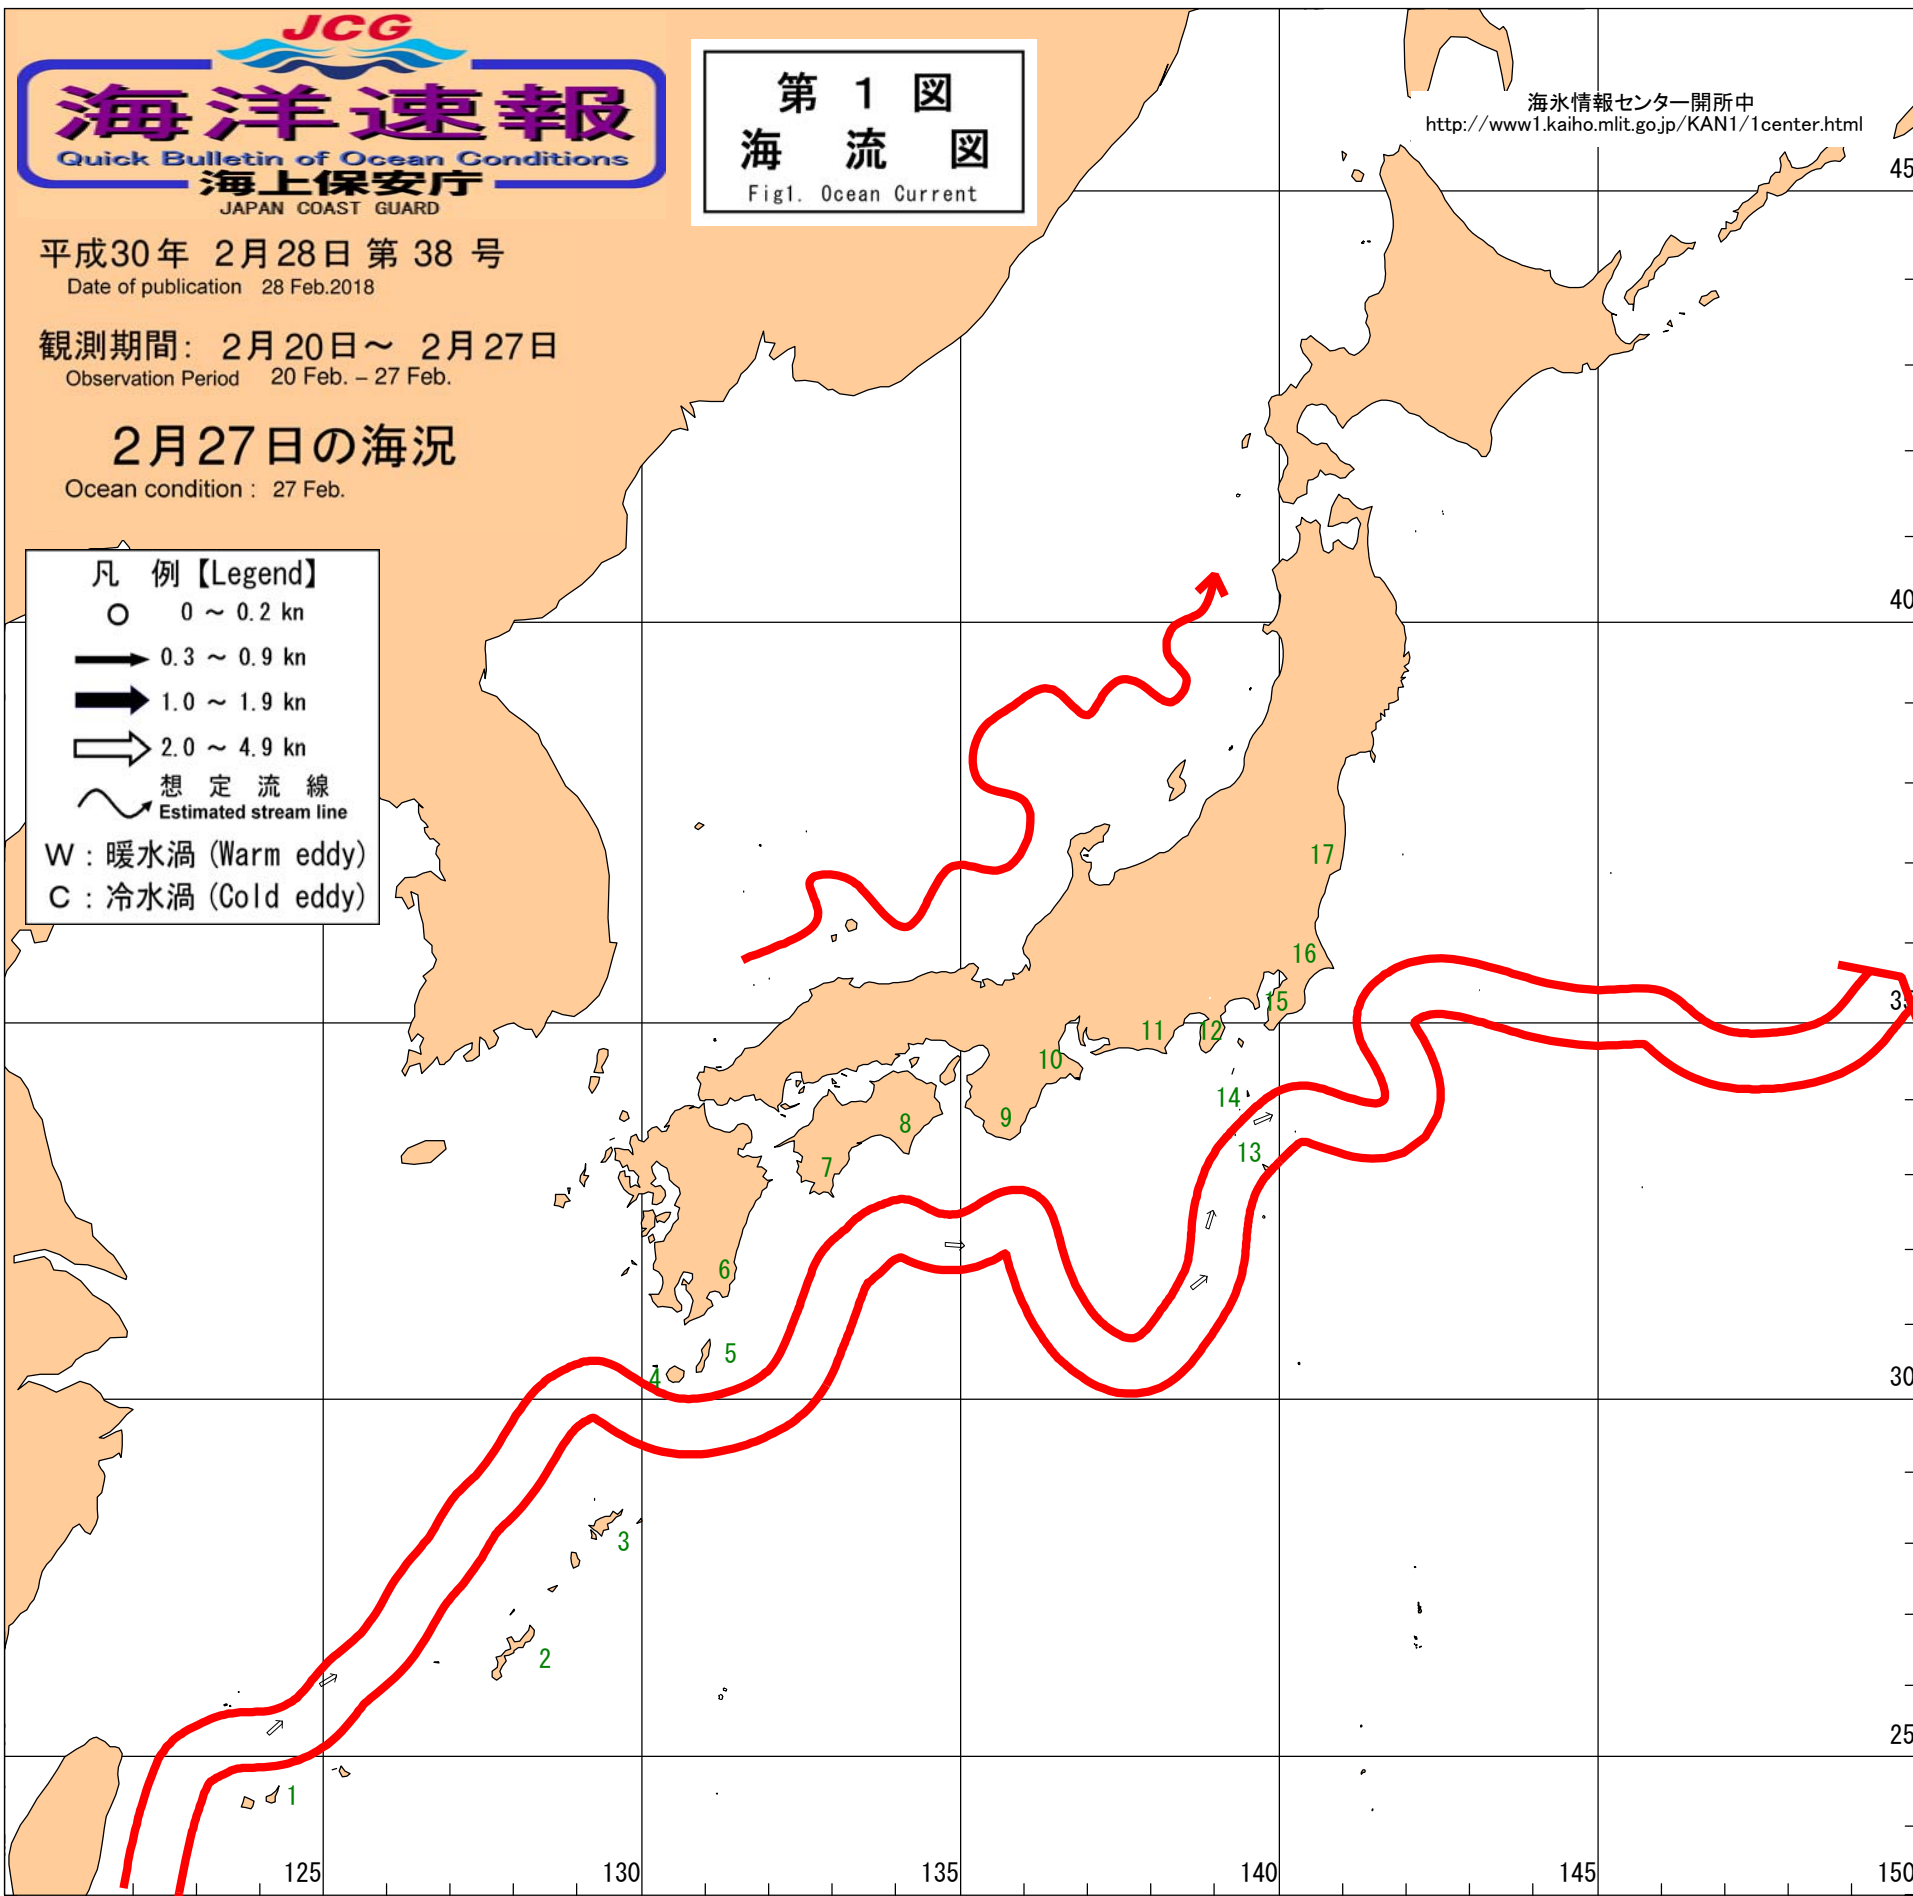 JCG
海洋速報
Quick Bulletin of Ocean Conditions
海上保安庁
JAPAN COAST GUARD
第 1 図
海 流 図
Fig1. Ocean Current
海氷情報センター開所中
http://www1.kaiho.mlit.go.jp/KAN1/1center.html
平成30年 2月28日 第 38 号
Date of publication 28 Feb.2018
観測期間: 2月20日～ 2月27日
Observation Period 20 Feb. – 27 Feb.
2月27日の海況
Ocean condition : 27 Feb.
凡 例【Legend】
0 ～ 0.2 kn
0.3 ～ 0.9 kn
1.0 ～ 1.9 kn
2.0 ～ 4.9 kn
想 定 流 線
Estimated stream line
W : 暖水渦 (Warm eddy)
C : 冷水渦 (Cold eddy)
45
40
17
16
35
15
12
11
10
14
9
8
13
7
6
5
4
30
3
2
25
1
125
130
135
140
145
150